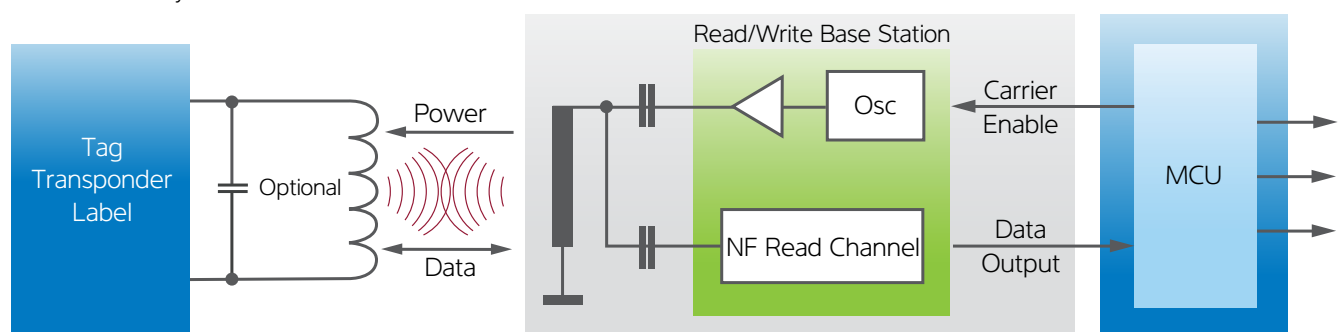 Read/Write Base Station
Tag
Transponder
Label
Optional
Power
Data
Osc
NF Read Channel
Carrier
Enable
Data
Output
MCU